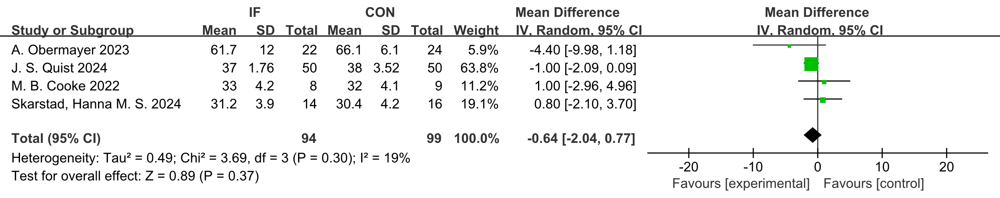 IF CON Mean Difference Mean Difference
Study or Subgroup Mean SD Total Mean SD Total Weight IV, Random, 95% CI IV, Random, 95% CI
A. Obermayer 2023 61.7 12 22 66.1 6.1 24 5.9% -4.40 [-9.98, 1.18]
J. S. Quist 2024 37 1.76 50 38 3.52 50 63.8% -1.00 [-2.09, 0.09]
M. B. Cooke 2022 33 4.2 8 32 4.1 9 11.2% 1.00 [-2.96, 4.96]
Skarstad, Hanna M. S. 2024 31.2 3.9 14 30.4 4.2 16 19.1% 0.80 [-2.10, 3.70]
Total (95% CI) 94 99 100.0% -0.64 [-2.04, 0.77]
Heterogeneity: Tau² = 0.49; Chi² = 3.69, df = 3 (P = 0.30); I² = 19%
Test for overall effect: Z = 0.89 (P = 0.37)
-20 -10 0 10 20
Favours [experimental] Favours [control]